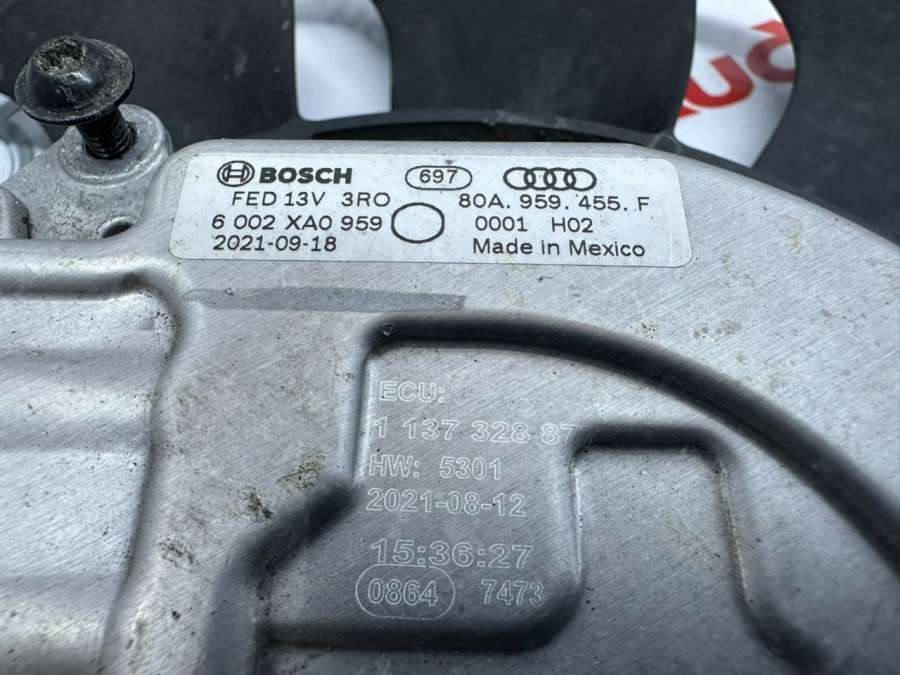 BOSCH 697
FED 13V 3RO 80A. 959. 455. F
6 002 XA0 959 0001 H02
2021-09-18 Made in Mexico
ECU:
1 137 328 87
HW: 5301
2021-08-12
15:36:27
0864 7473